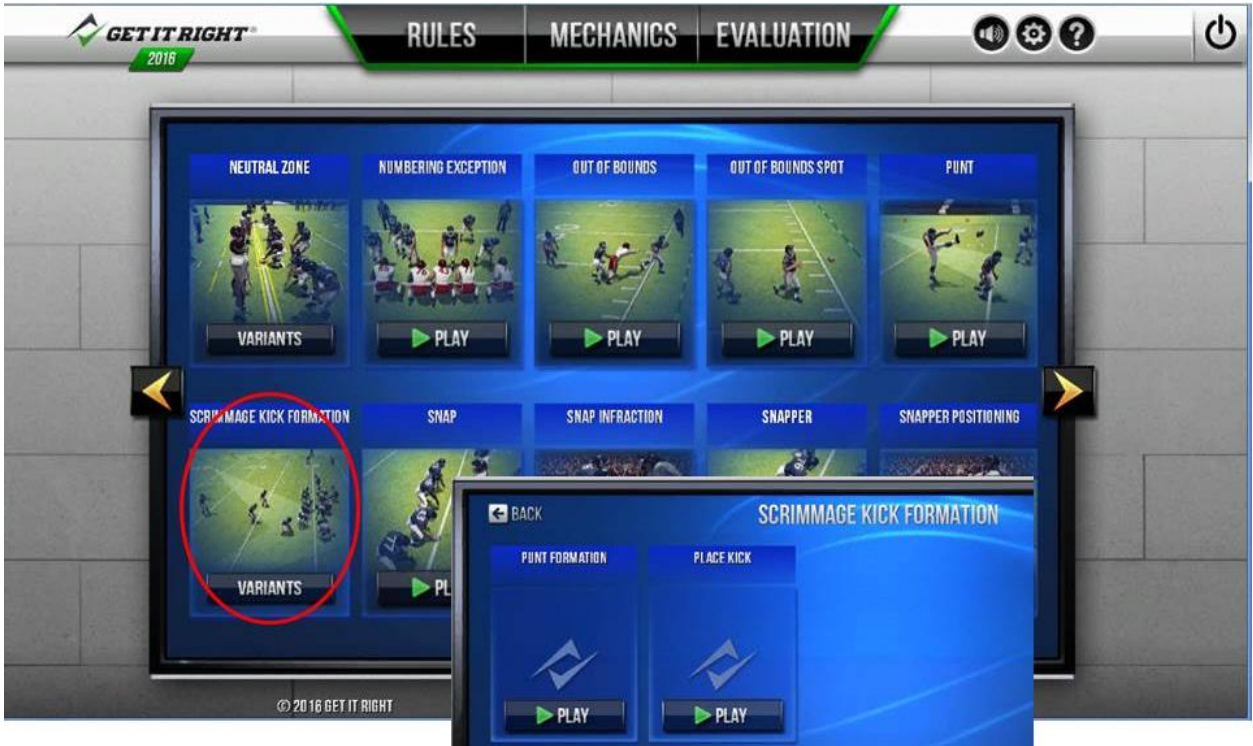 GET IT RIGHT®
2016
RULES MECHANICS EVALUATION
NEUTRAL ZONE
NUMBERING EXCEPTION
OUT OF BOUNDS
OUT OF BOUNDS SPOT
PUNT
VARIANTS
PLAY
PLAY
PLAY
PLAY
SCRIMMAGE KICK FORMATION
SNAP
SNAP INFRACTION
SNAPPER
SNAPPER POSITIONING
VARIANTS
PL
BACK
SCRIMMAGE KICK FORMATION
PUNT FORMATION
PLACE KICK
PLAY
PLAY
© 2016 GET IT RIGHT